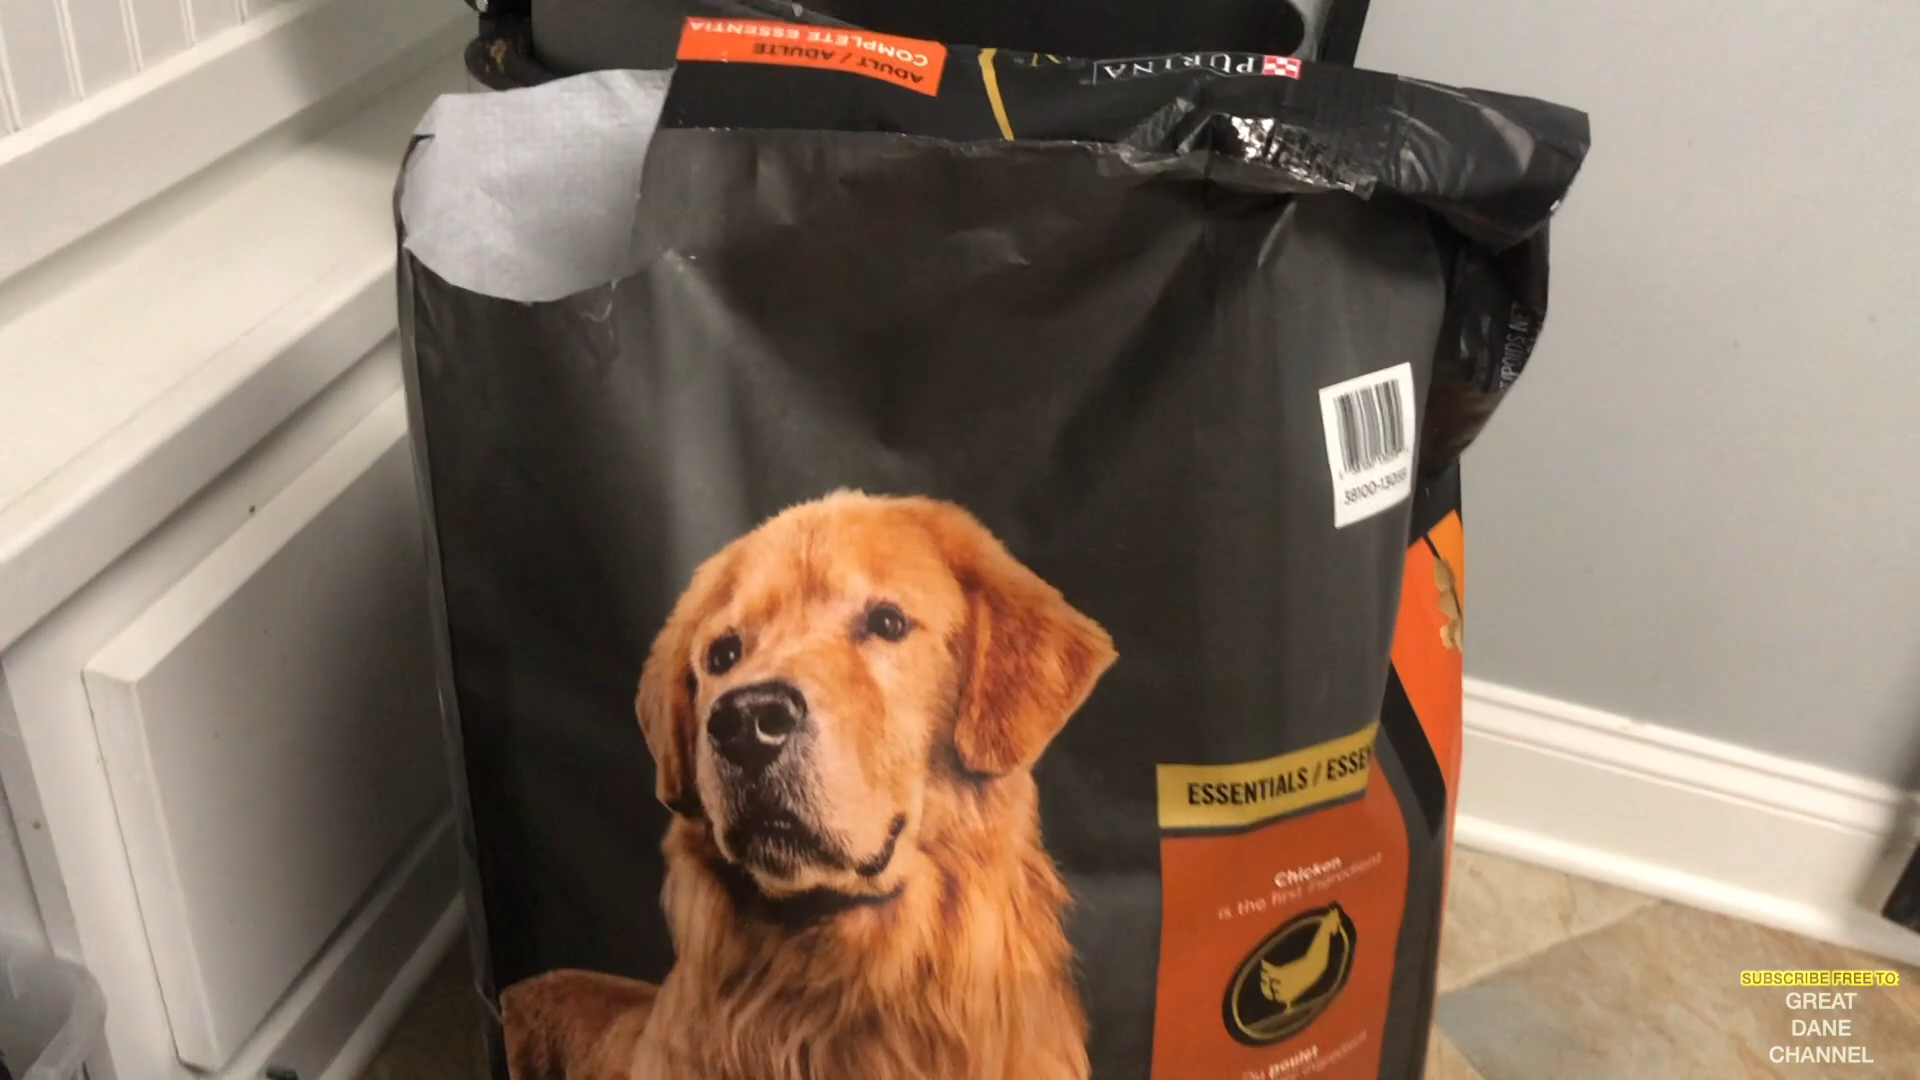 COMPLETE ESSENTIA
ADULT / ADULTE
PURINA
38100-1305
ESSENTIALS / ESSEN
Chicken
is the first ingredient
Du poulet
SUBSCRIBE FREE TO:
GREAT
DANE
CHANNEL